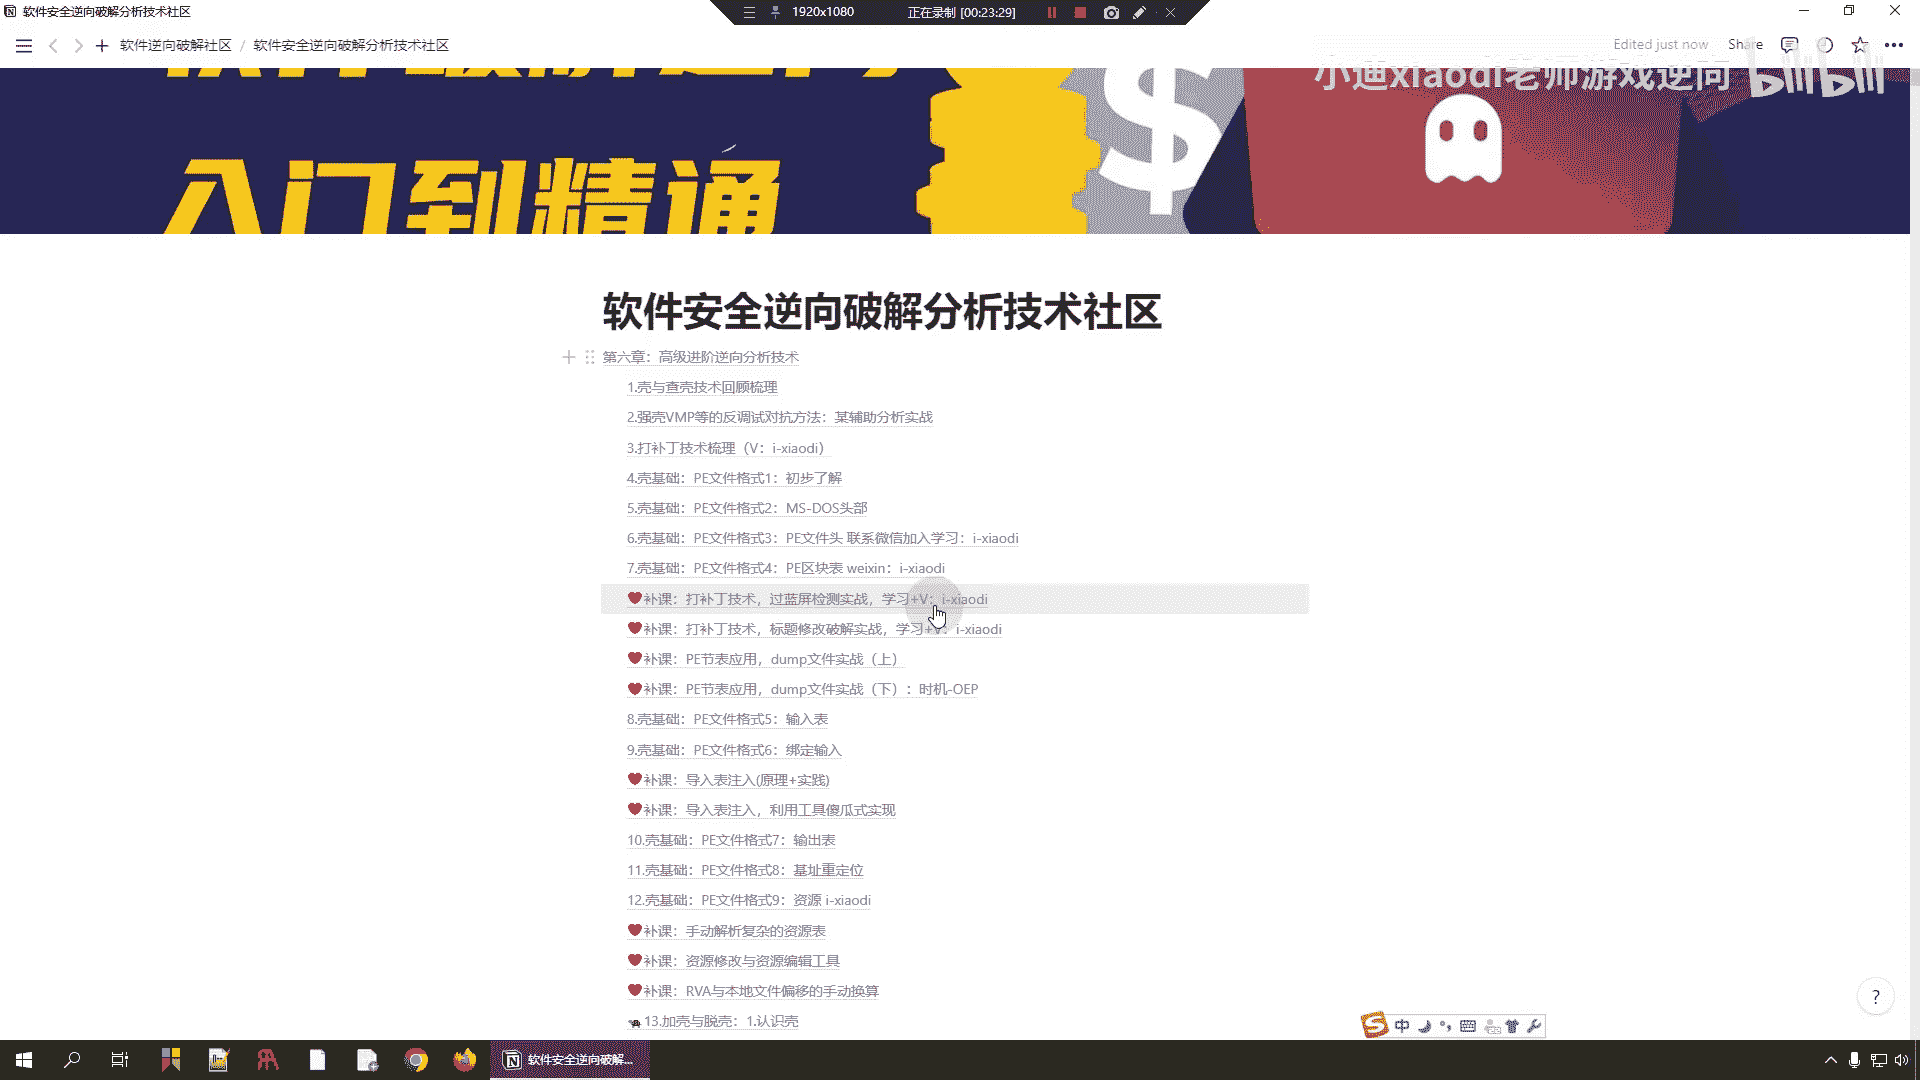 软件安全逆向破解分析技术社区
1920x1080
正在录制 [00:23:29]
软件逆向破解社区 / 软件安全逆向破解分析技术社区
Edited just now
Share
小迪xiaodi老师游戏逆向
bilibili
入门到精通
软件安全逆向破解分析技术社区
第六章：高级进阶逆向分析技术
1.壳与查壳技术回顾梳理
2.强壳VMP等的反调试对抗方法：某辅助分析实战
3.打补丁技术梳理（V：i-xiaodi）
4.壳基础：PE文件格式1：初步了解
5.壳基础：PE文件格式2：MS-DOS头部
6.壳基础：PE文件格式3：PE文件头 联系微信加入学习：i-xiaodi
7.壳基础：PE文件格式4：PE区块表 weixin：i-xiaodi
补课：打补丁技术，过蓝屏检测实战，学习+V：i-xiaodi
补课：打补丁技术，标题修改破解实战，学习+V：i-xiaodi
补课：PE节表应用，dump文件实战（上）
补课：PE节表应用，dump文件实战（下）：时机-OEP
8.壳基础：PE文件格式5：输入表
9.壳基础：PE文件格式6：绑定输入
补课：导入表注入(原理+实践)
补课：导入表注入，利用工具傻瓜式实现
10.壳基础：PE文件格式7：输出表
11.壳基础：PE文件格式8：基址重定位
12.壳基础：PE文件格式9：资源 i-xiaodi
补课：手动解析复杂的资源表
补课：资源修改与资源编辑工具
补课：RVA与本地文件偏移的手动换算
13.加壳与脱壳：1.认识壳
?
中
软件安全逆向破解...